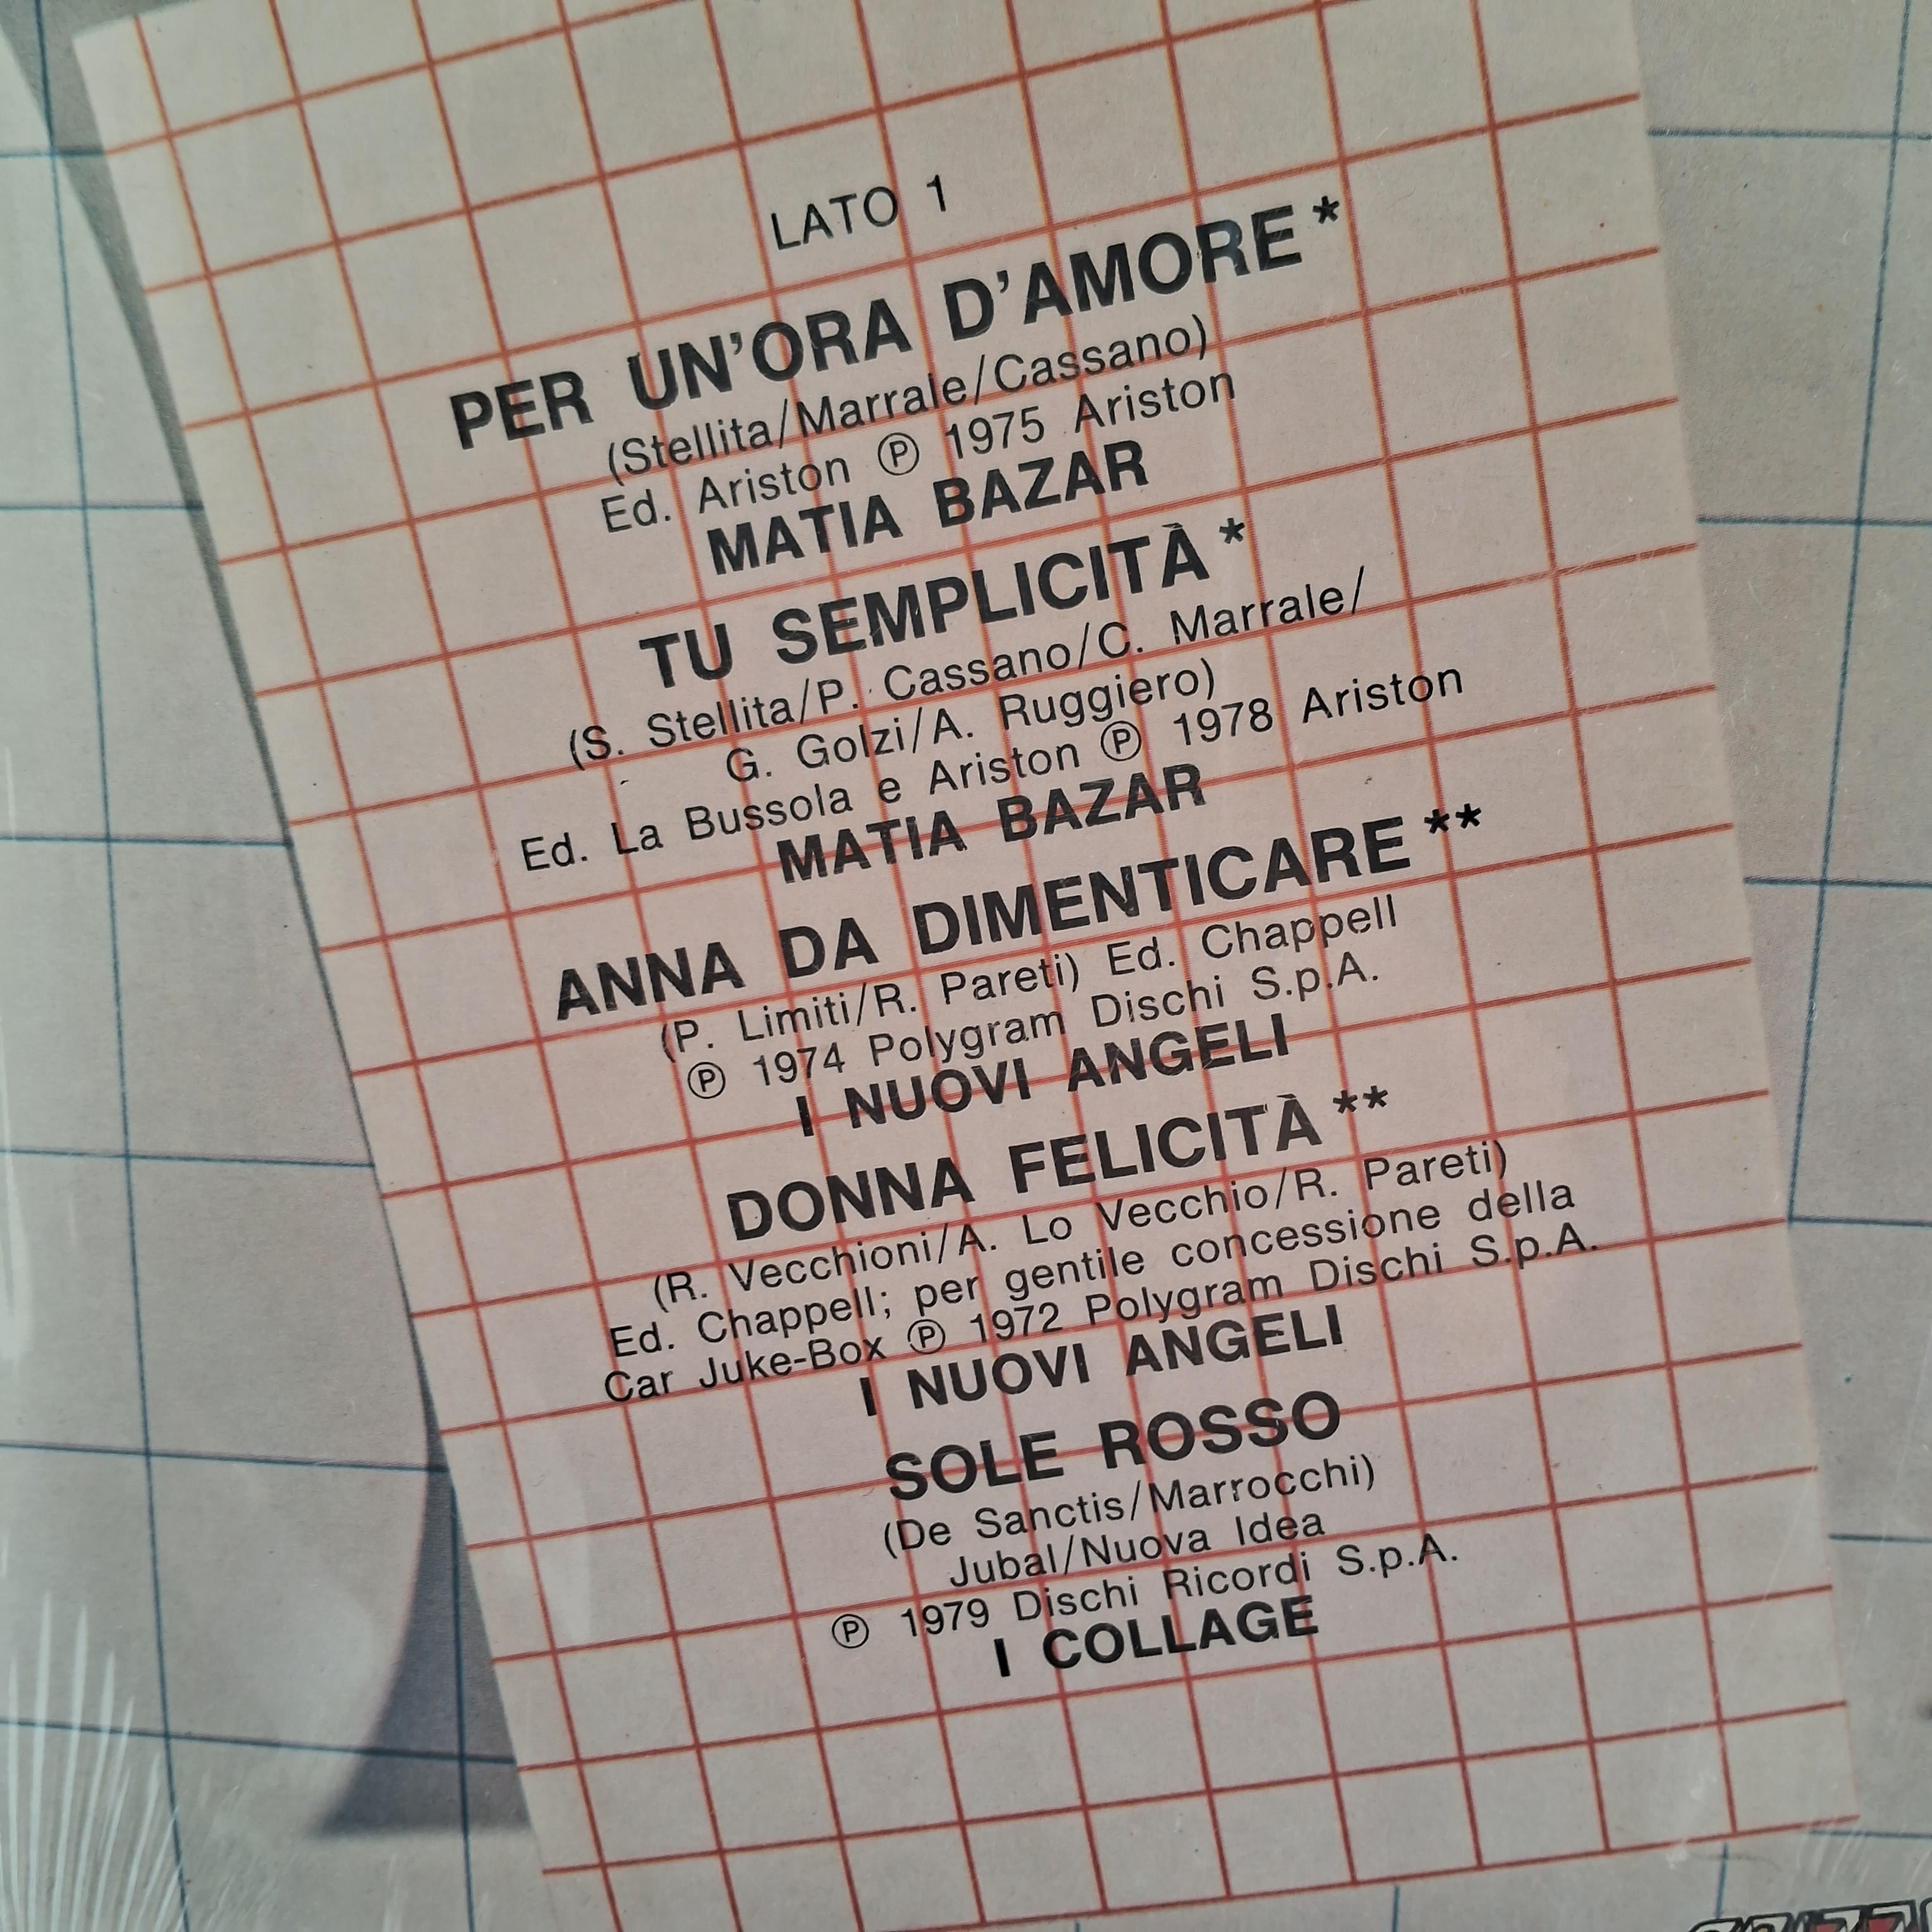 LATO 1
PER UN'ORA D'AMORE *
(Stellita/Marrale/Cassano)
Ed. Ariston Ⓟ 1975 Ariston
MATIA BAZAR
TU SEMPLICITÀ *
(S. Stellita/P. Cassano/C. Marrale/
G. Golzi/A. Ruggiero)
Ed. La Bussola e Ariston Ⓟ 1978 Ariston
MATIA BAZAR
ANNA DA DIMENTICARE **
(P. Limiti/R. Pareti) Ed. Chappell
Ⓟ 1974 Polygram Dischi S.p.A.
I NUOVI ANGELI
DONNA FELICITÀ **
(R. Vecchioni/A. Lo Vecchio/R. Pareti)
Ed. Chappell; per gentile concessione della
Car Juke-Box Ⓟ 1972 Polygram Dischi S.p.A.
I NUOVI ANGELI
SOLE ROSSO
(De Sanctis/Marrocchi)
Jubal/Nuova Idea
Ⓟ 1979 Dischi Ricordi S.p.A.
I COLLAGE